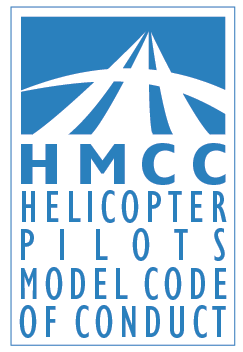 HMCC
HELICOPTER
PILOTS
MODEL CODE
OF CONDUCT